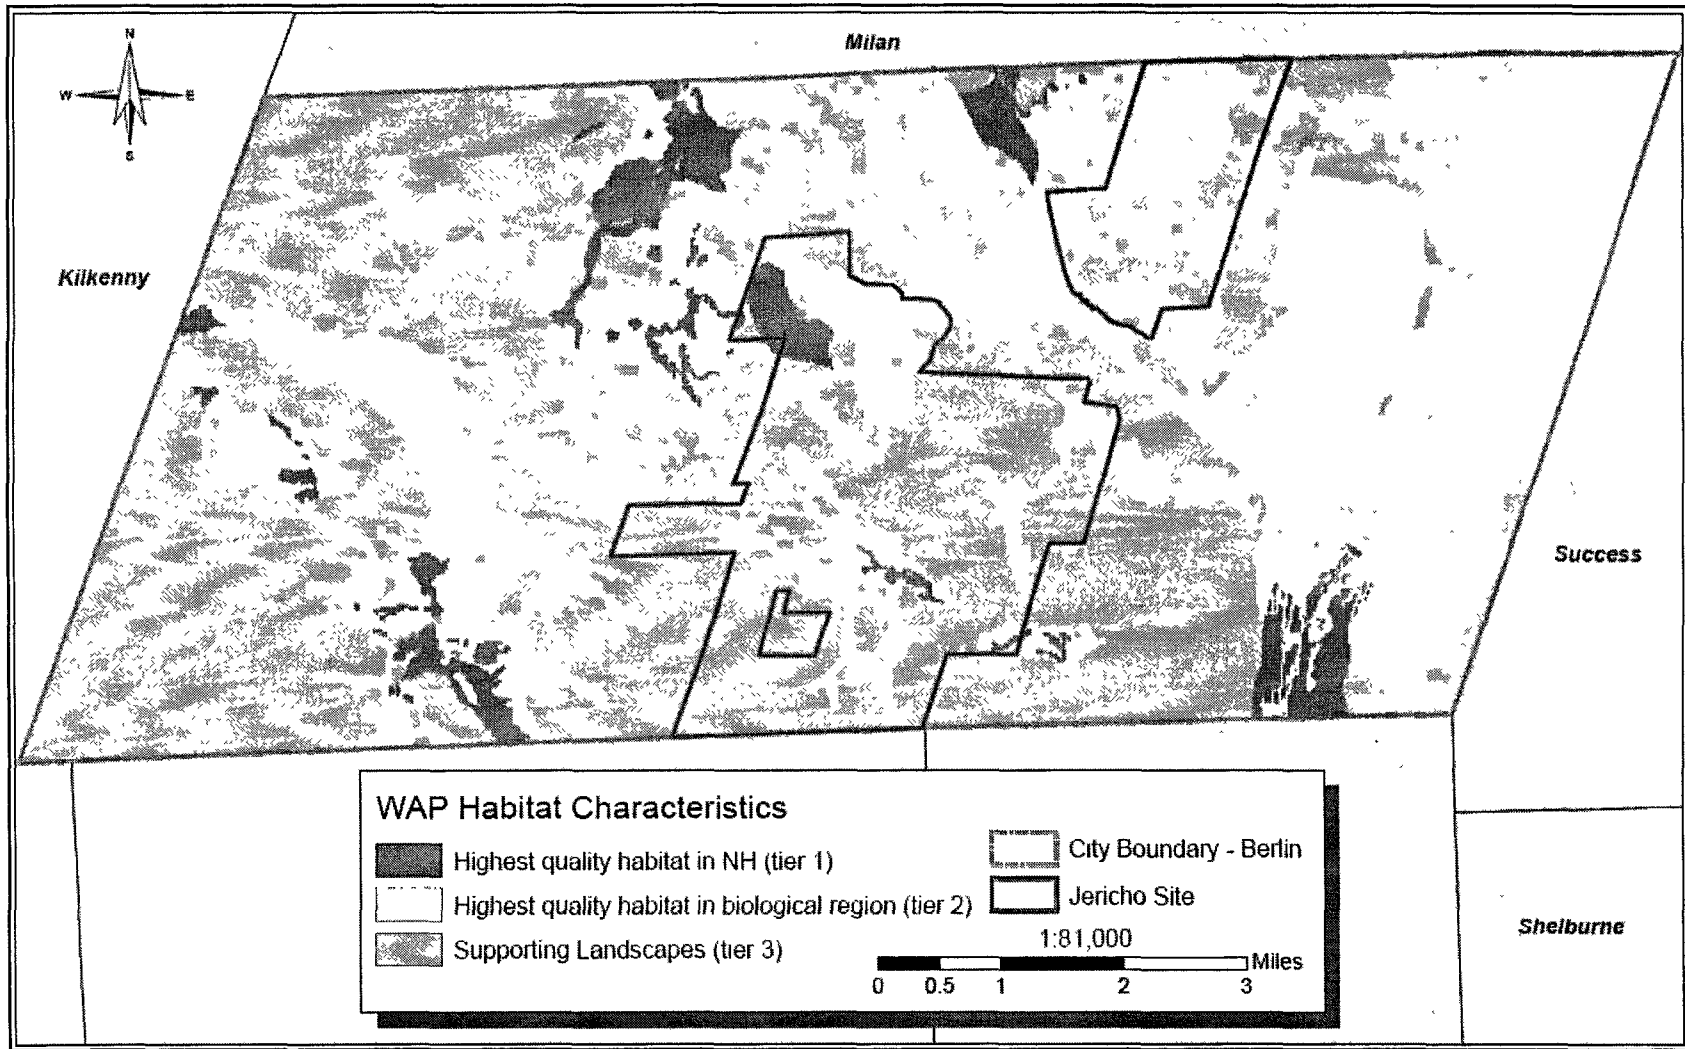 Milan
N
W E
S
Kilkenny
Success
WAP Habitat Characteristics
Highest quality habitat in NH (tier 1)
Highest quality habitat in biological region (tier 2)
Supporting Landscapes (tier 3)
City Boundary - Berlin
Jericho Site
1:81,000
Miles
0 0.5 1 2 3
Shelburne